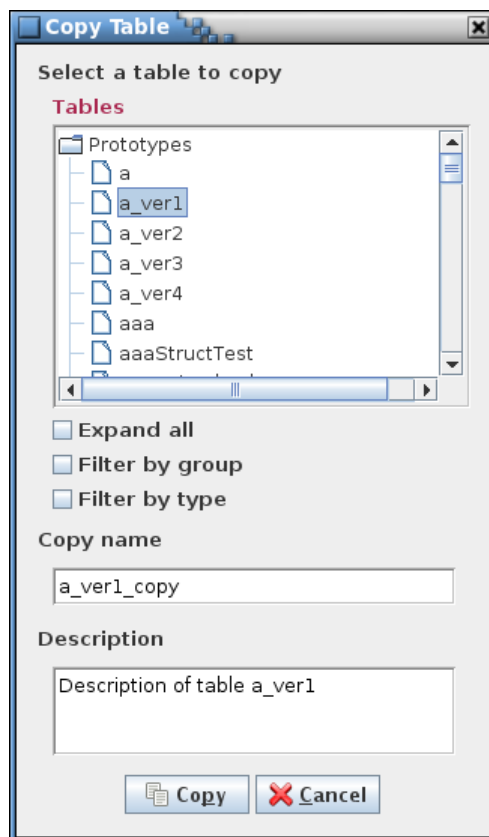 Copy Table
Select a table to copy
Tables
Prototypes
a
a_ver1
a_ver2
a_ver3
a_ver4
aaa
aaaStructTest
Expand all
Filter by group
Filter by type
Copy name
a_ver1_copy
Description
Description of table a_ver1
Copy
Cancel